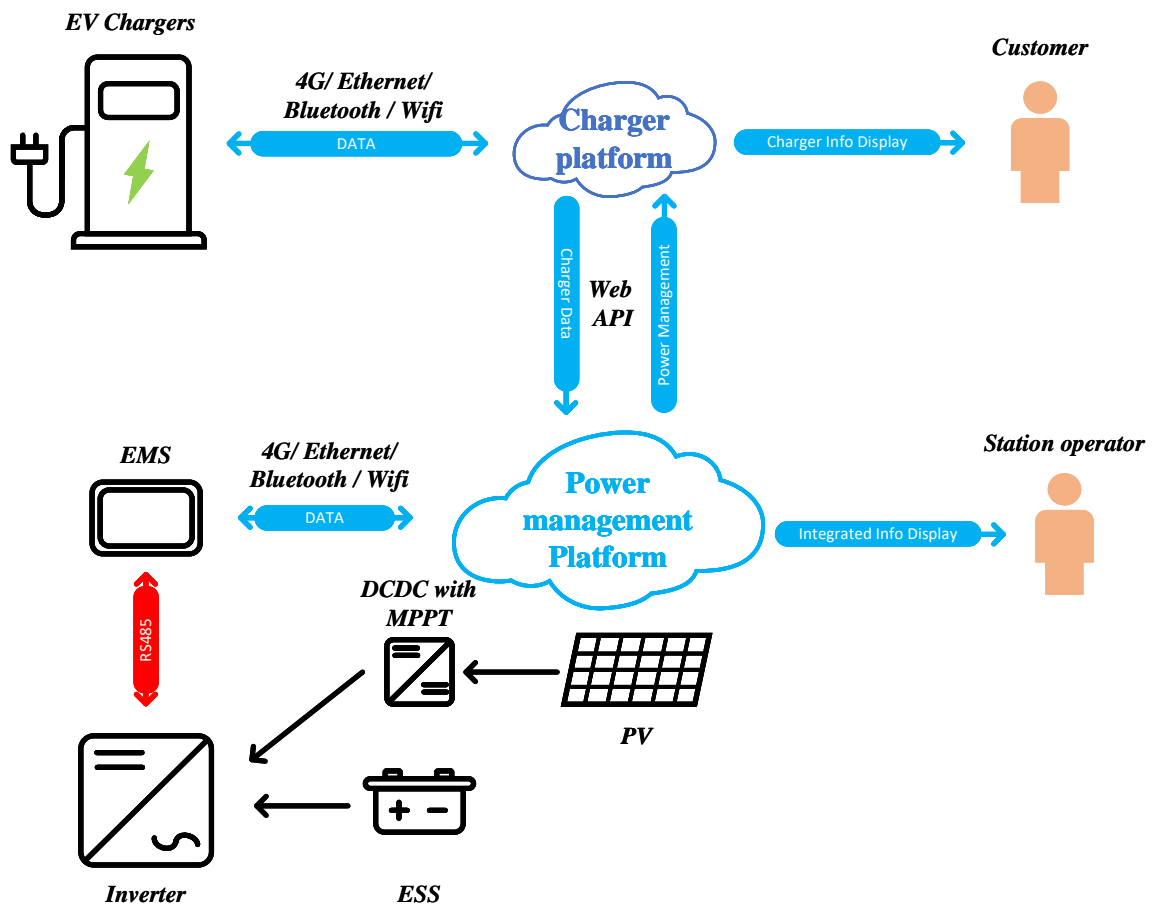 EV Chargers
4G/ Ethernet/
Bluetooth / Wifi
DATA
Charger
platform
Charger Info Display
Customer
Charger Data
Web
API
Power Management
EMS
4G/ Ethernet/
Bluetooth / Wifi
DATA
Power
management
Platform
Integrated Info Display
Station operator
RS485
DCDC with
MPPT
PV
Inverter
ESS